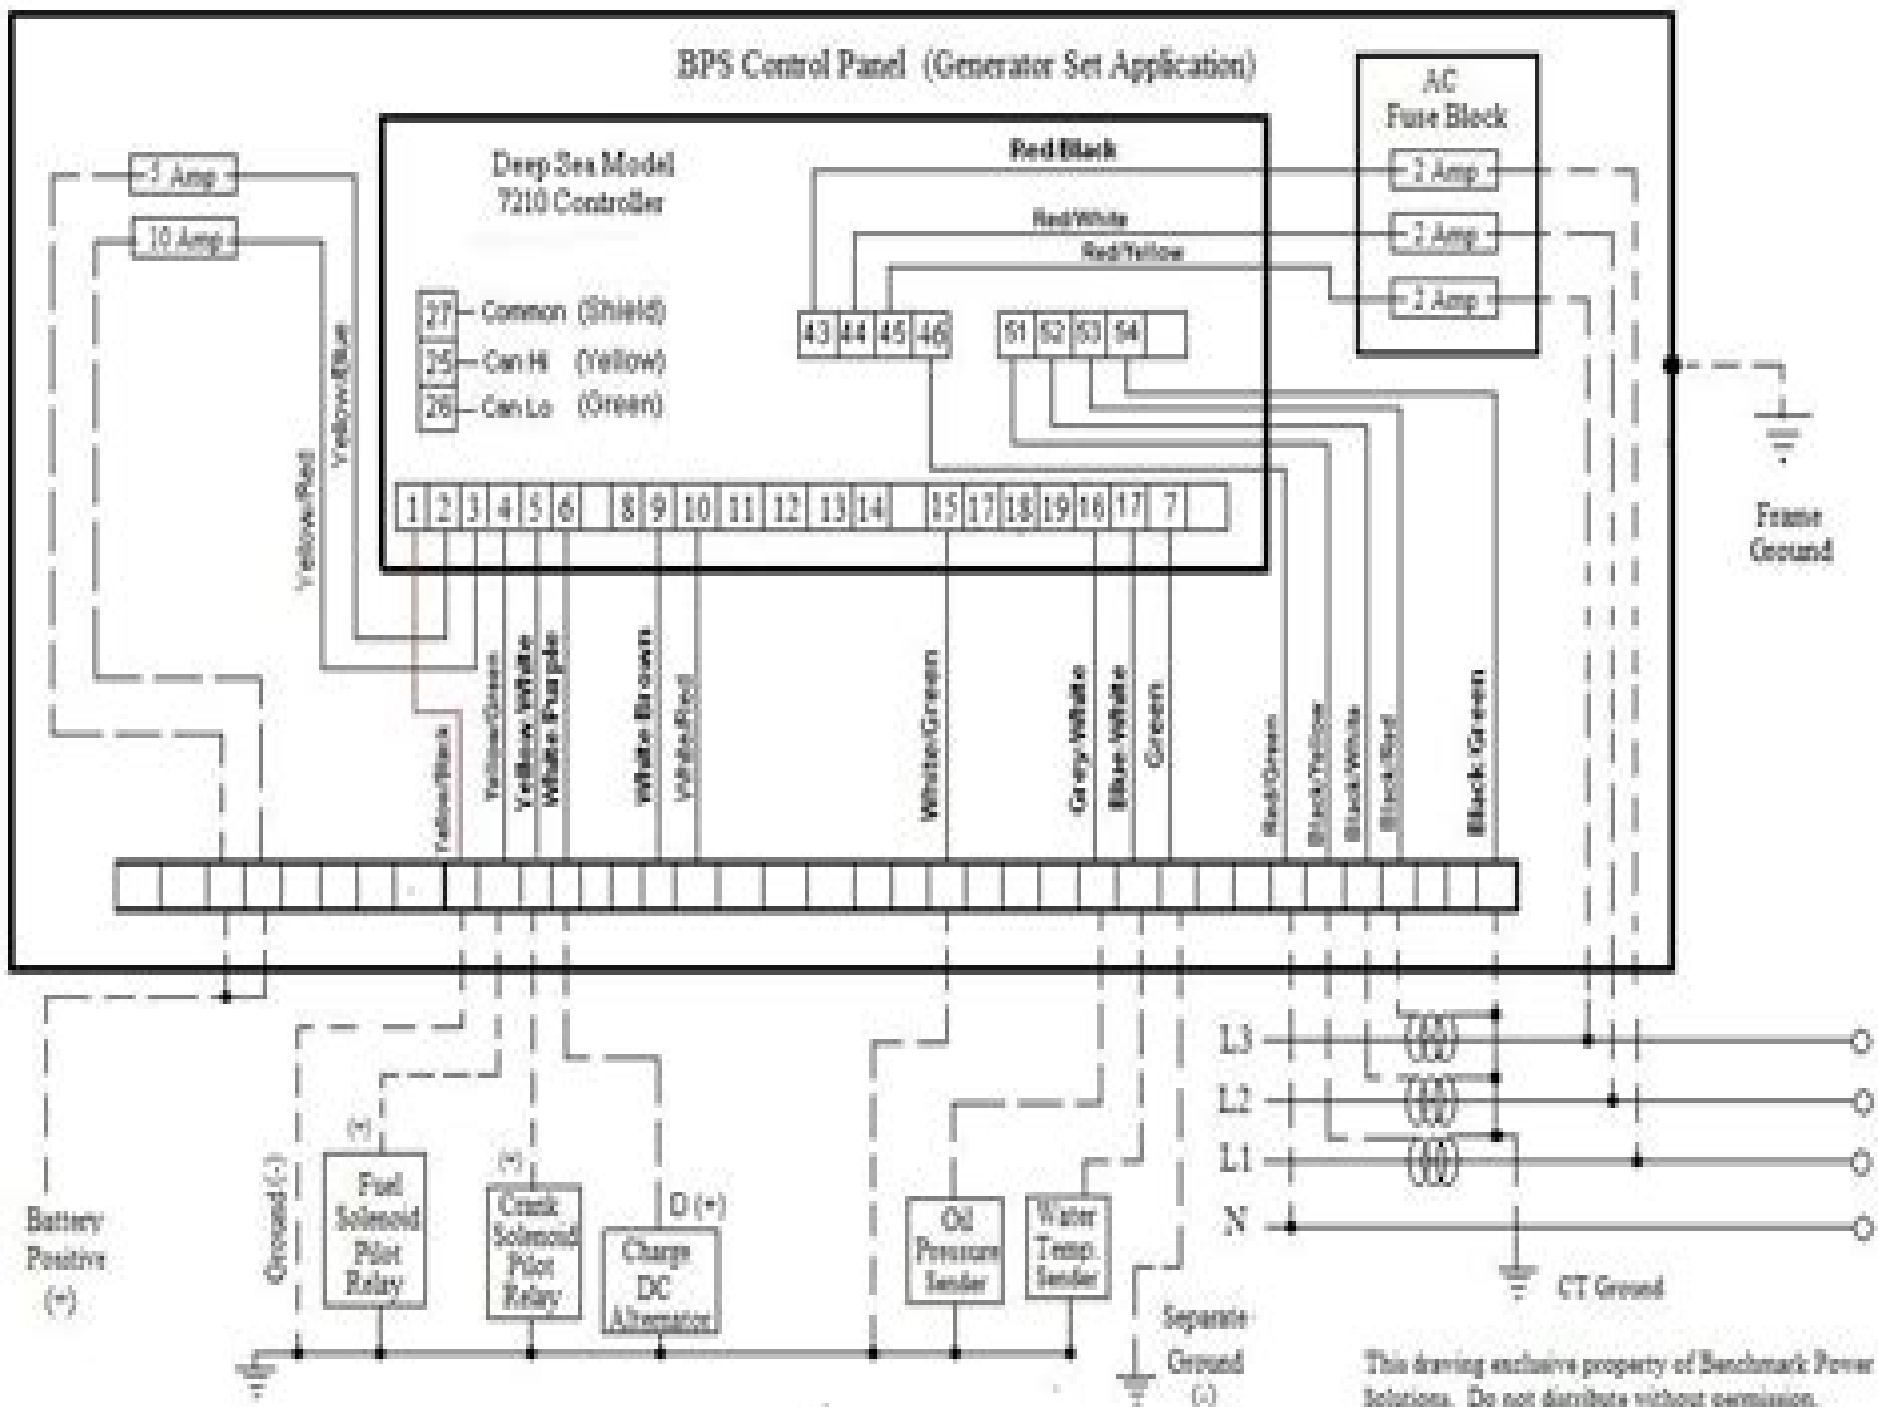 BPS Control Panel (Generator Set Application)
AC
Fuse Block
2 Amp
2 Amp
2 Amp
5 Amp
10 Amp
Deep Sea Model
7210 Controller
Red/Black
Red/White
Red/Yellow
27 Common (Shield)
25 Can Hi (Yellow)
26 Can Lo (Green)
43 44 45 46
51 52 53 54
Yellow/Red
Yellow/Blue
1 2 3 4 5 6 8 9 10 11 12 13 14 15 17 18 19 16 17 7
Frame
Ground
Yellow/Black
Yellow/Green
Yellow/White
White/Purple
White/Brown
White/Red
White/Green
Grey/White
Blue/White
Green
Red/Green
Black/Yellow
Black/White
Black/Red
Black/Green
L3
L2
L1
N
Battery
Positive
(+)
Ground (-)
(+)
Fuel
Solenoid
Pilot
Relay
(+)
Crank
Solenoid
Pilot
Relay
D (+)
Charge
DC
Alternator
Oil
Pressure
Sender
Water
Temp.
Sender
Separate
Ground
(-)
CT Ground
This drawing exclusive property of Benchmark Power
Solutions. Do not distribute without permission.